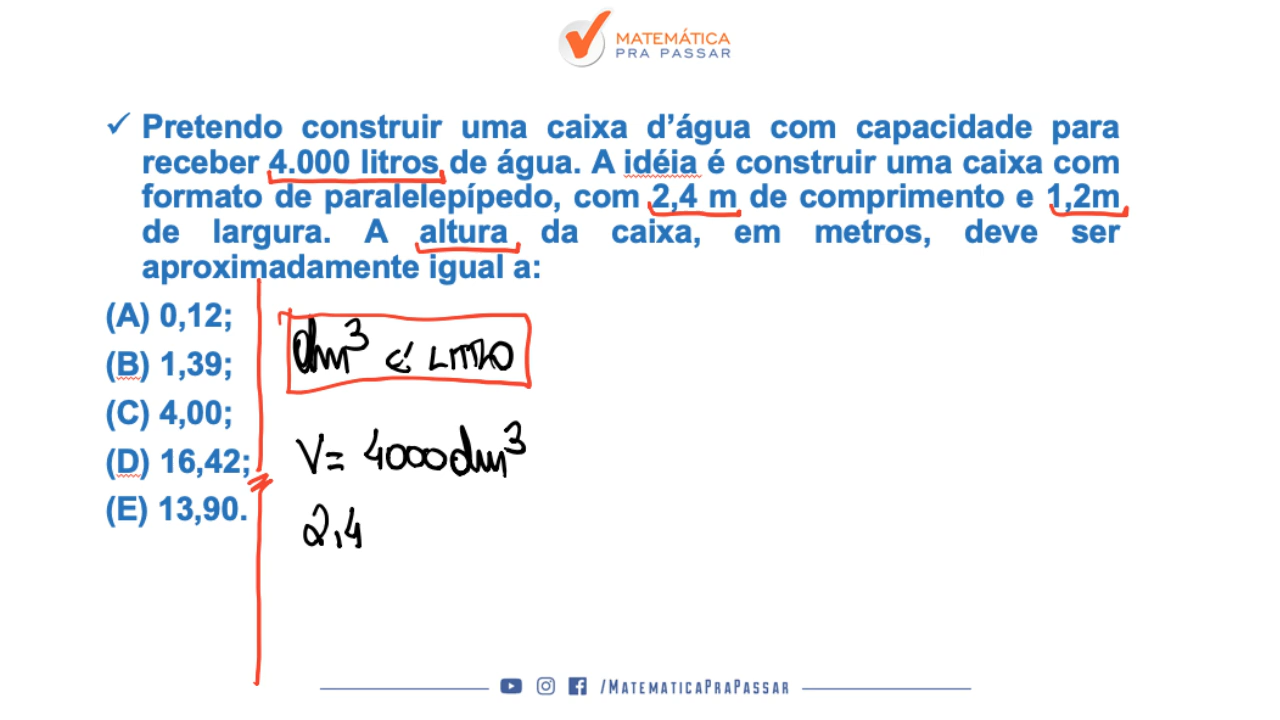 MATEMÁTICA
PRA PASSAR
✓ Pretendo construir uma caixa d'água com capacidade para
receber 4.000 litros de água. A idéia é construir uma caixa com
formato de paralelepípedo, com 2,4 m de comprimento e 1,2m
de largura. A altura da caixa, em metros, deve ser
aproximadamente igual a:
(A) 0,12;
(B) 1,39;
(C) 4,00;
(D) 16,42;
(E) 13,90.
dm³ é LITRO
V= 4000dm³
2,4
/MATEMATICAPRAPASSAR